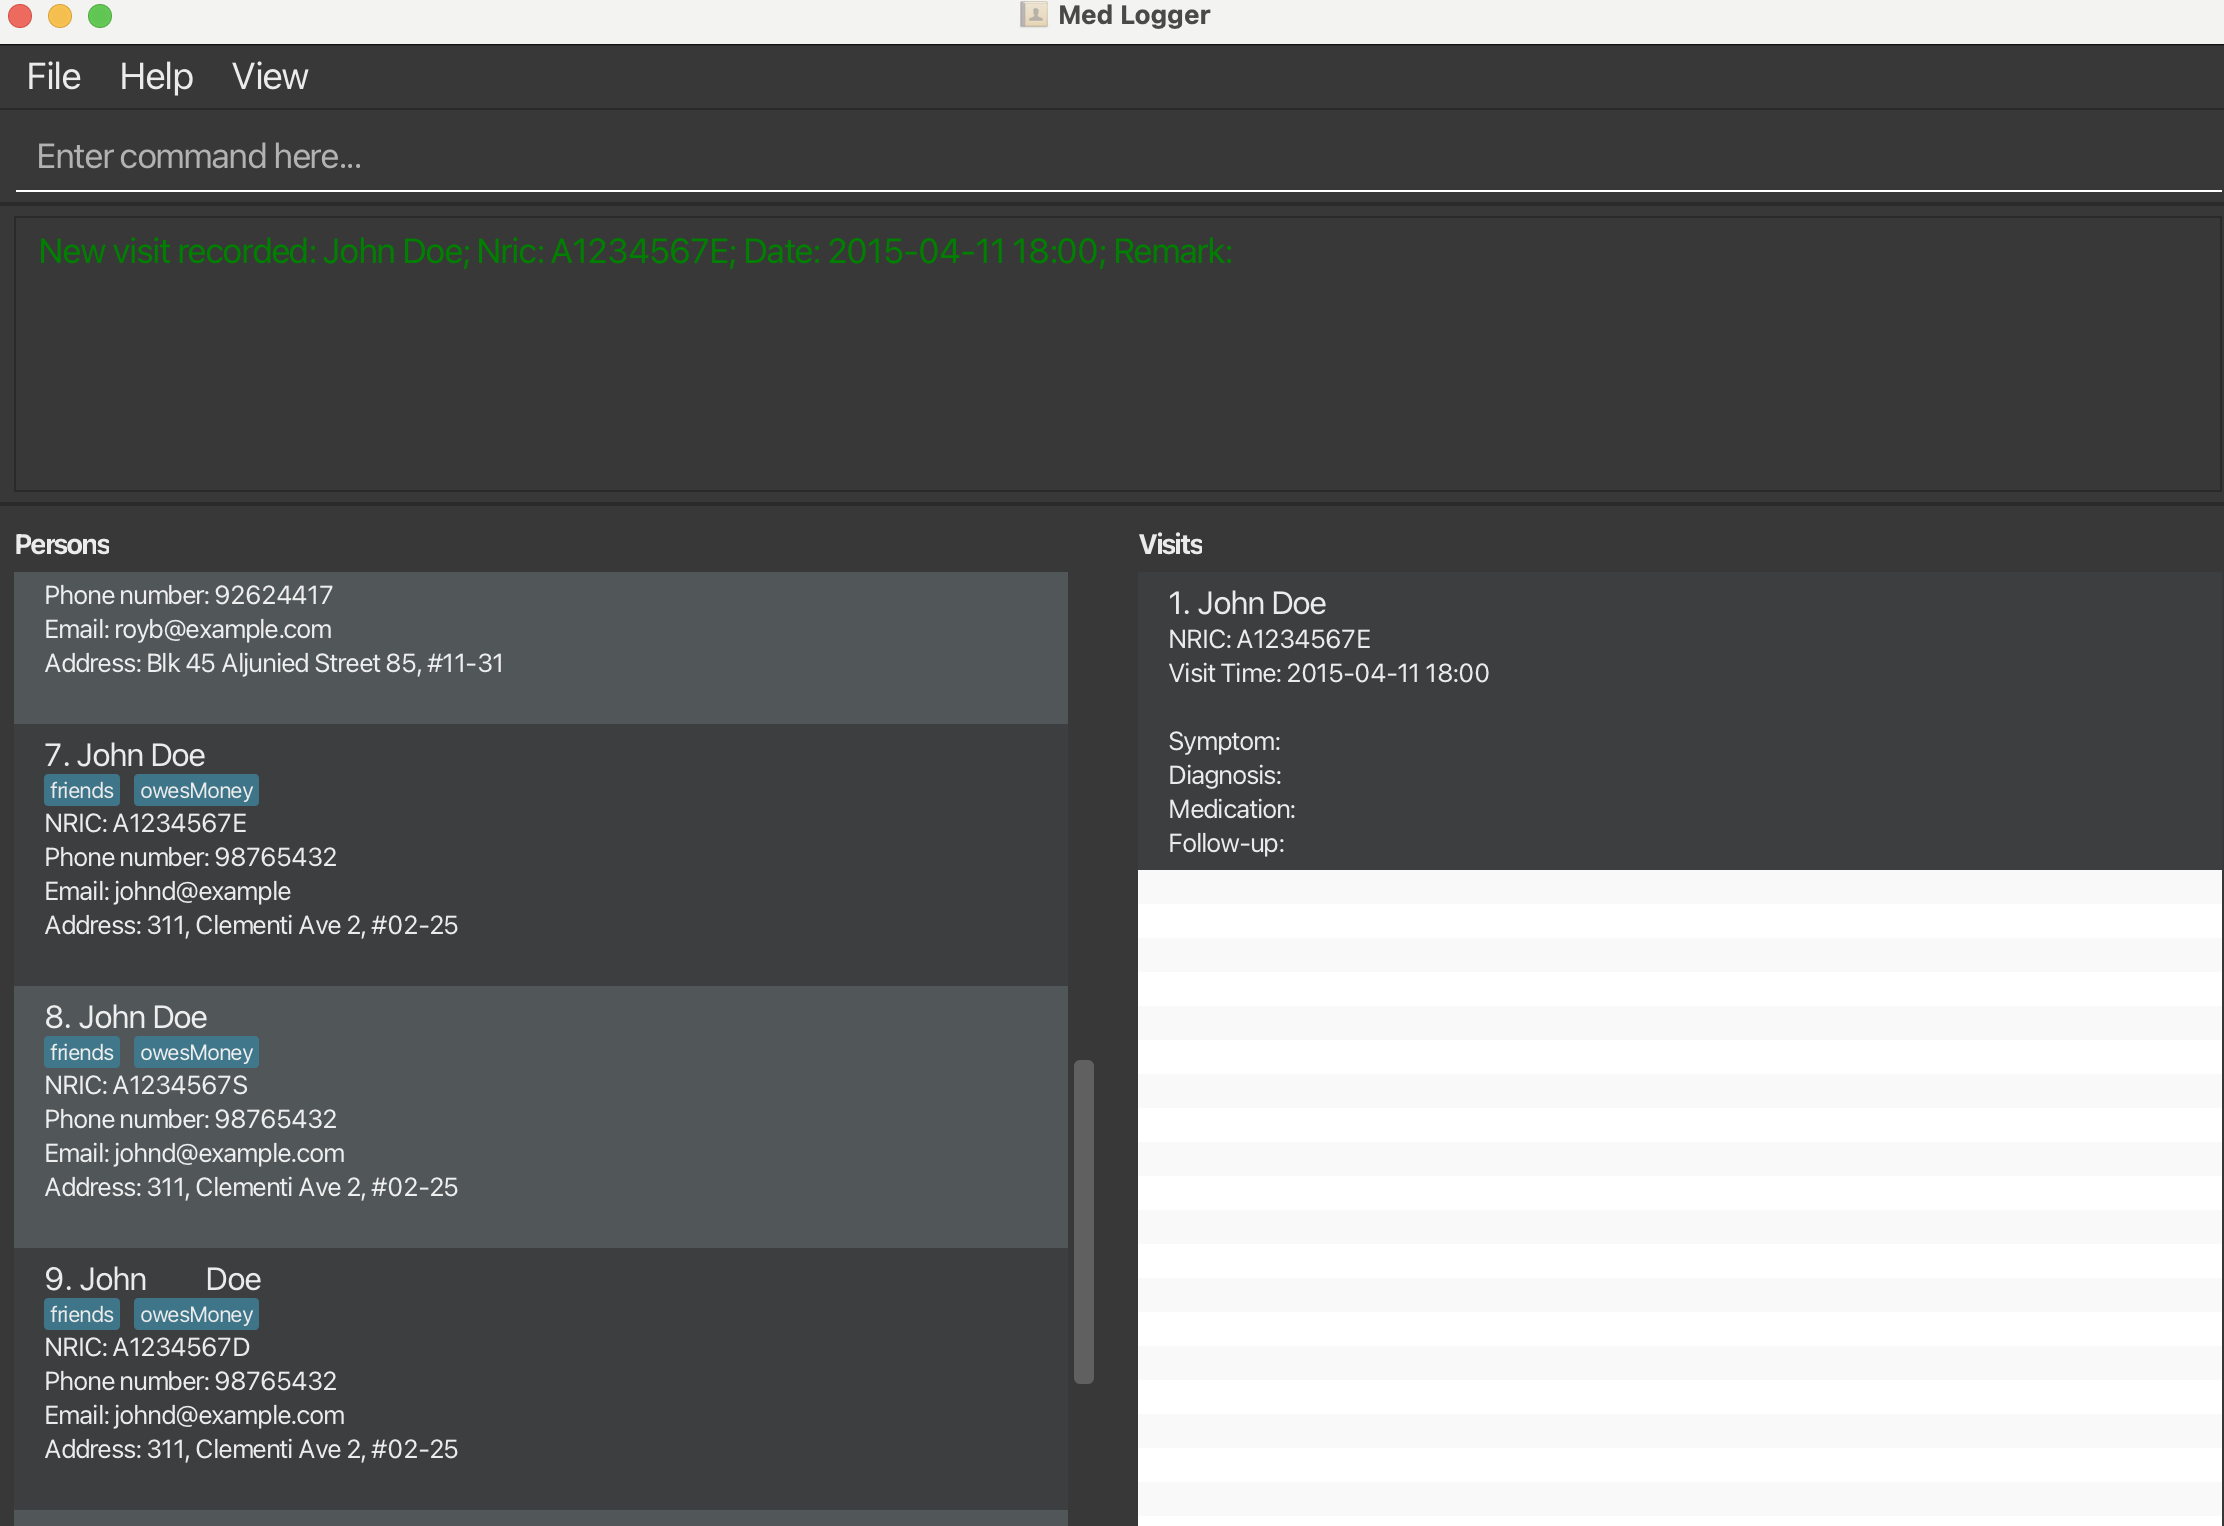 Med Logger
File Help View
Enter command here...
New visit recorded: John Doe; Nric: A1234567E; Date: 2015-04-11 18:00; Remark:
Persons
Phone number: 92624417
Email: royb@example.com
Address: Blk 45 Aljunied Street 85, #11-31
7. John Doe
friends owesMoney
NRIC: A1234567E
Phone number: 98765432
Email: johnd@example
Address: 311, Clementi Ave 2, #02-25
8. John Doe
friends owesMoney
NRIC: A1234567S
Phone number: 98765432
Email: johnd@example.com
Address: 311, Clementi Ave 2, #02-25
9. John Doe
friends owesMoney
NRIC: A1234567D
Phone number: 98765432
Email: johnd@example.com
Address: 311, Clementi Ave 2, #02-25
Visits
1. John Doe
NRIC: A1234567E
Visit Time: 2015-04-11 18:00
Symptom:
Diagnosis:
Medication:
Follow-up: